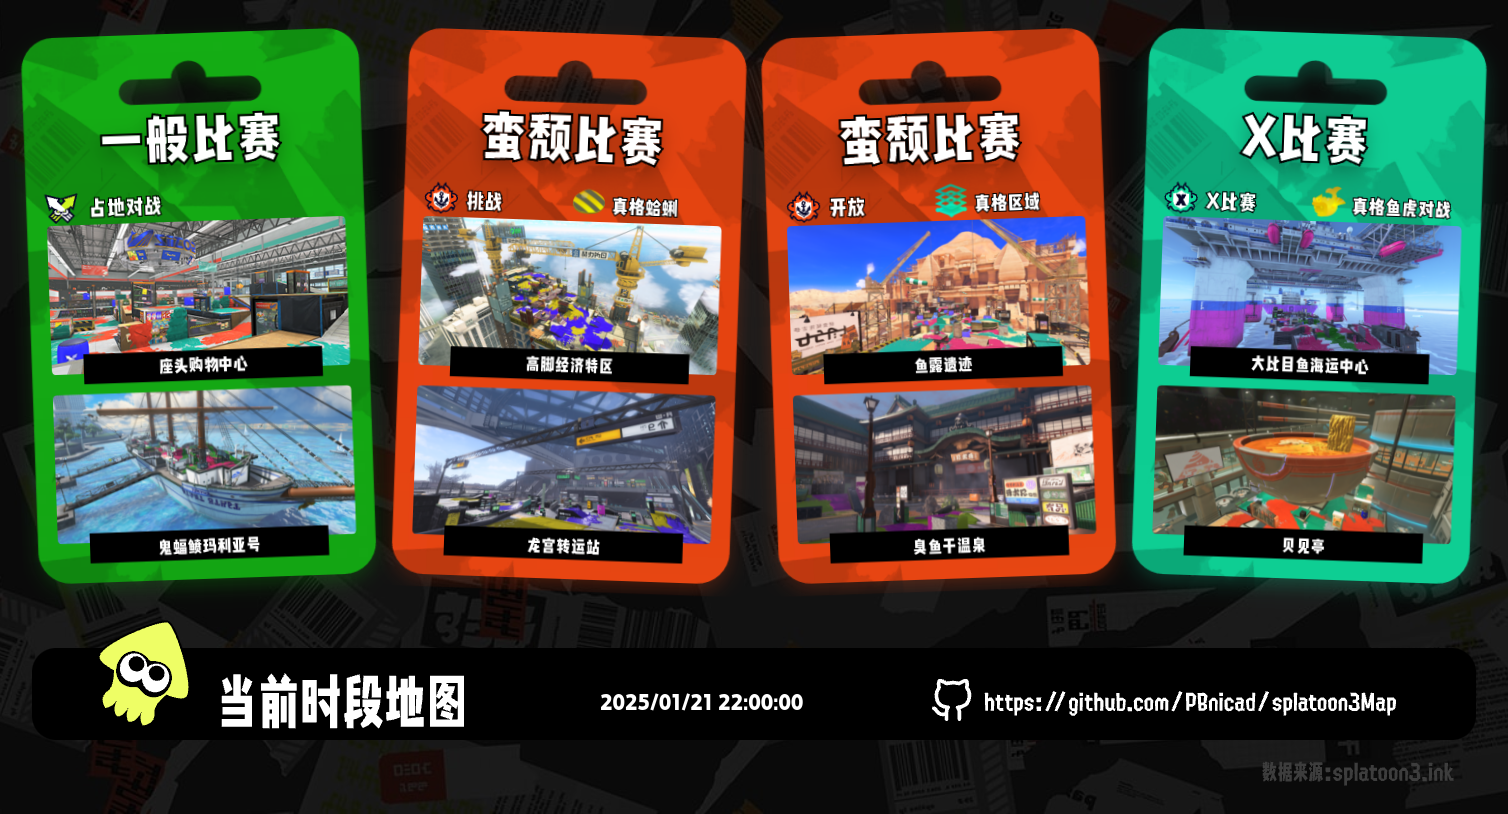 一般比赛
占地对战
座头购物中心
鬼蝠鲼玛利亚号
蛮颓比赛
挑战
真格蛤蜊
高脚经济特区
龙宫转运站
蛮颓比赛
开放
真格区域
鱼露遗迹
臭鱼干温泉
X比赛
X比赛
真格鱼虎对战
大比目鱼海运中心
贝见亭
当前时段地图
2025/01/21 22:00:00
https://github.com/PBnicad/splatoon3Map
数据来源:splatoon3.ink